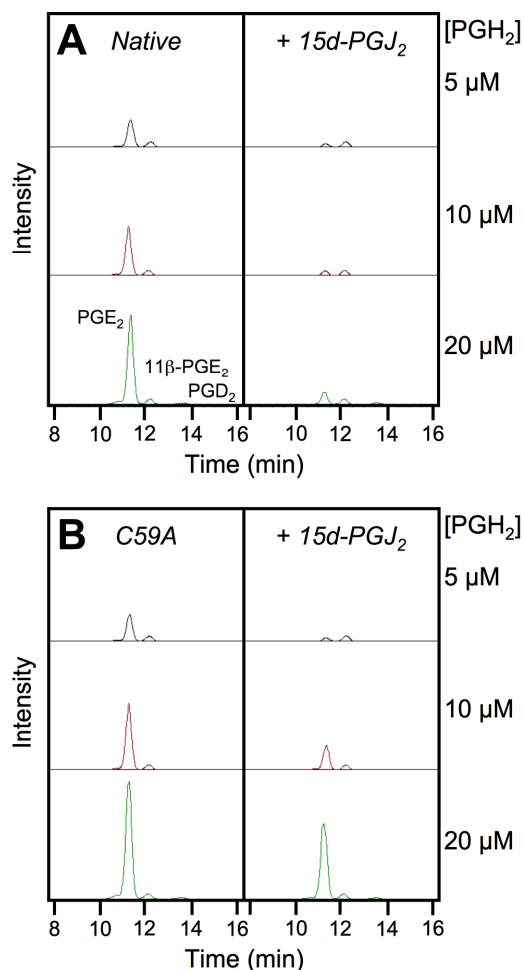 A Native + 15d-PGJ₂ [PGH₂]
5 µM
10 µM
Intensity
20 µM
PGE₂
11β-PGE₂
PGD₂
8 10 12 14 16 10 12 14 16
Time (min)
B C59A + 15d-PGJ₂ [PGH₂]
5 µM
10 µM
Intensity
20 µM
8 10 12 14 16 10 12 14 16
Time (min)